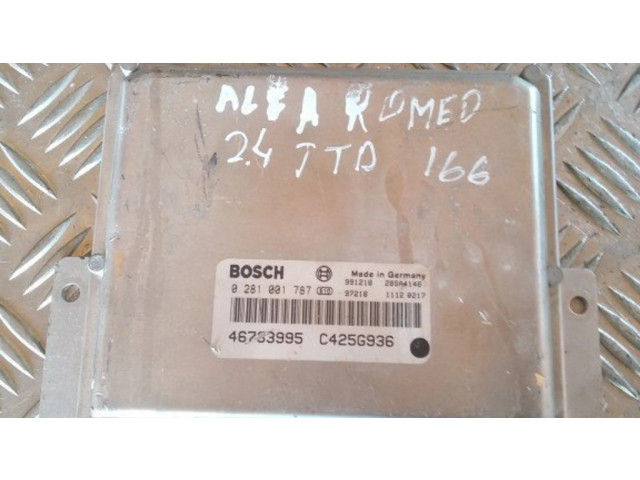 ALFA ROMEO
2.4 JTD 166
BOSCH Made in Germany
0 281 001 787 981218 28SA4146
97218 1112 0217
46733995 C425G936